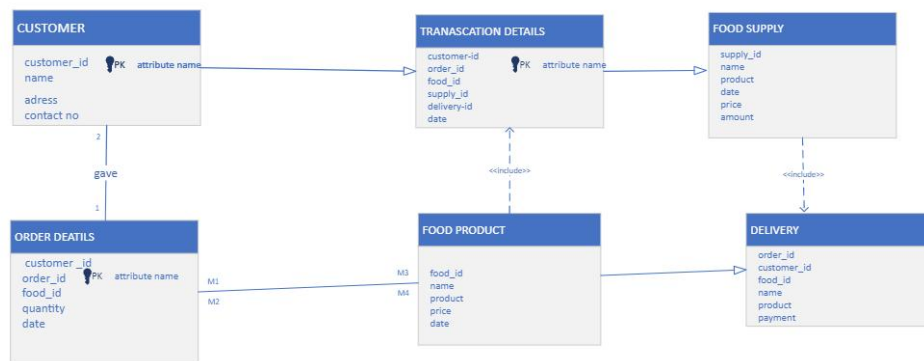 CUSTOMER
customer_id PK attribute name
name
adress
contact no
TRANASCATION DETAILS
customer-id
order_id PK attribute name
food_id
supply_id
delivery-id
date
FOOD SUPPLY
supply_id
name
product
date
price
amount
2
gave
1
<<include>>
<<include>>
ORDER DEATILS
customer _id
order_id PK attribute name
food_id
quantity
date
M1
M2
M3
M4
FOOD PRODUCT
food_id
name
product
price
date
DELIVERY
order_id
customer_id
food_id
name
product
payment